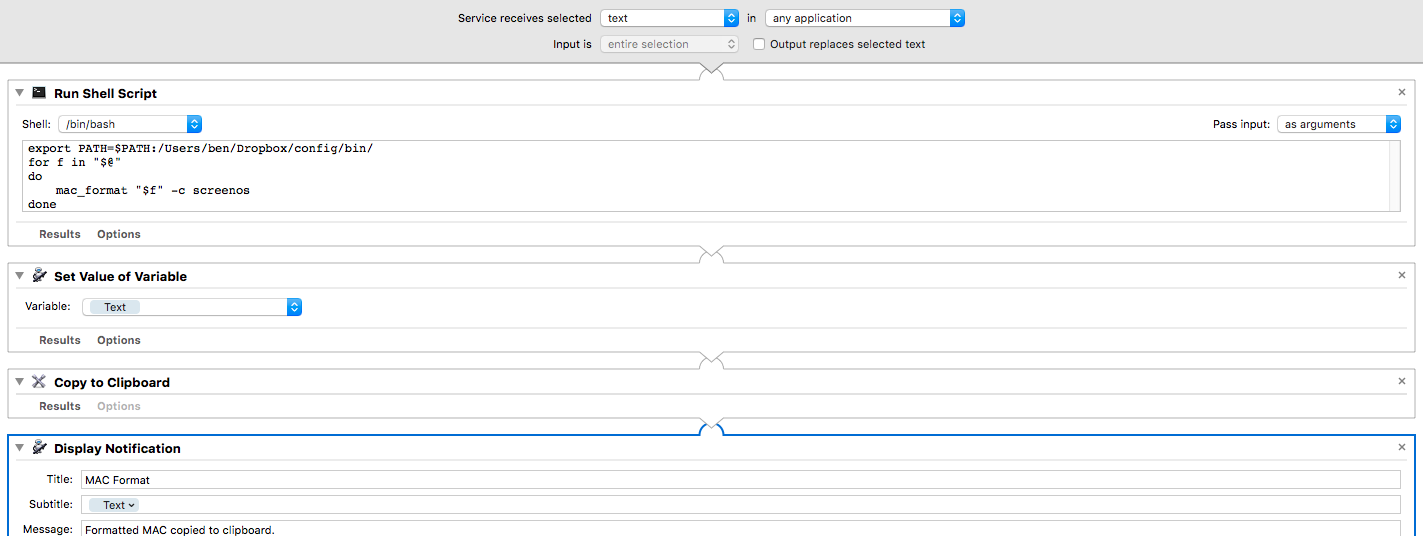 Service receives selected text in any application
Input is entire selection Output replaces selected text
Run Shell Script
Shell: /bin/bash Pass input: as arguments
export PATH=$PATH:/Users/ben/Dropbox/config/bin/
for f in "$@"
do
    mac_format "$f" -c screenos
done
Results Options
Set Value of Variable
Variable: Text
Results Options
Copy to Clipboard
Results Options
Display Notification
Title: MAC Format
Subtitle: Text
Message: Formatted MAC copied to clipboard.